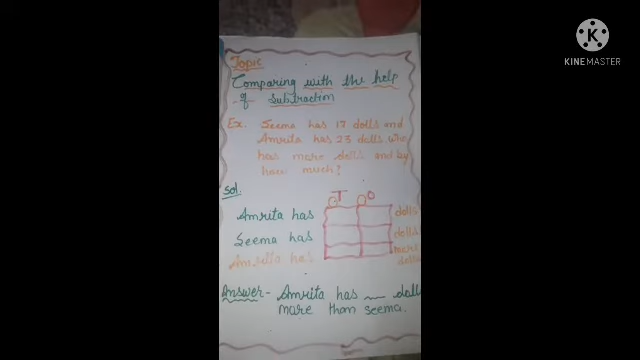 Topic
Comparing with the help
of Subtraction
Ex. Seema has 17 dolls and
Amrita has 23 dolls. who
has more dolls and by
how much?
Sol.
T O
Amrita has dolls
Seema has dolls
Amrita has more dolls
Answer - Amrita has __ dolls
more than seema.
K
KINEMASTER